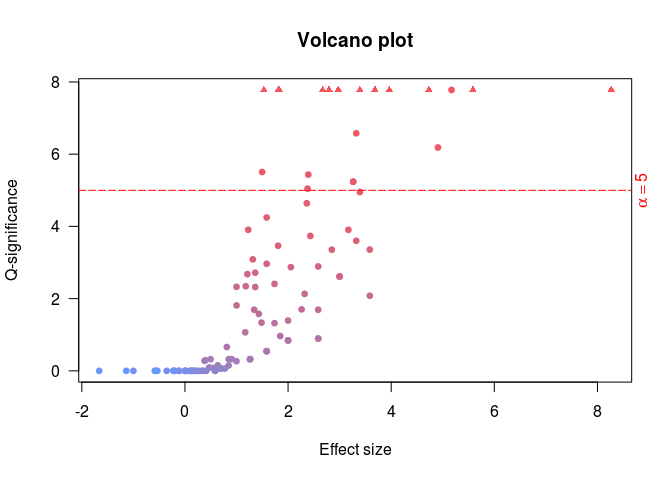 Volcano plot
Q-significance
8
6
4
2
0
-2 0 2 4 6 8
Effect size
α = 5